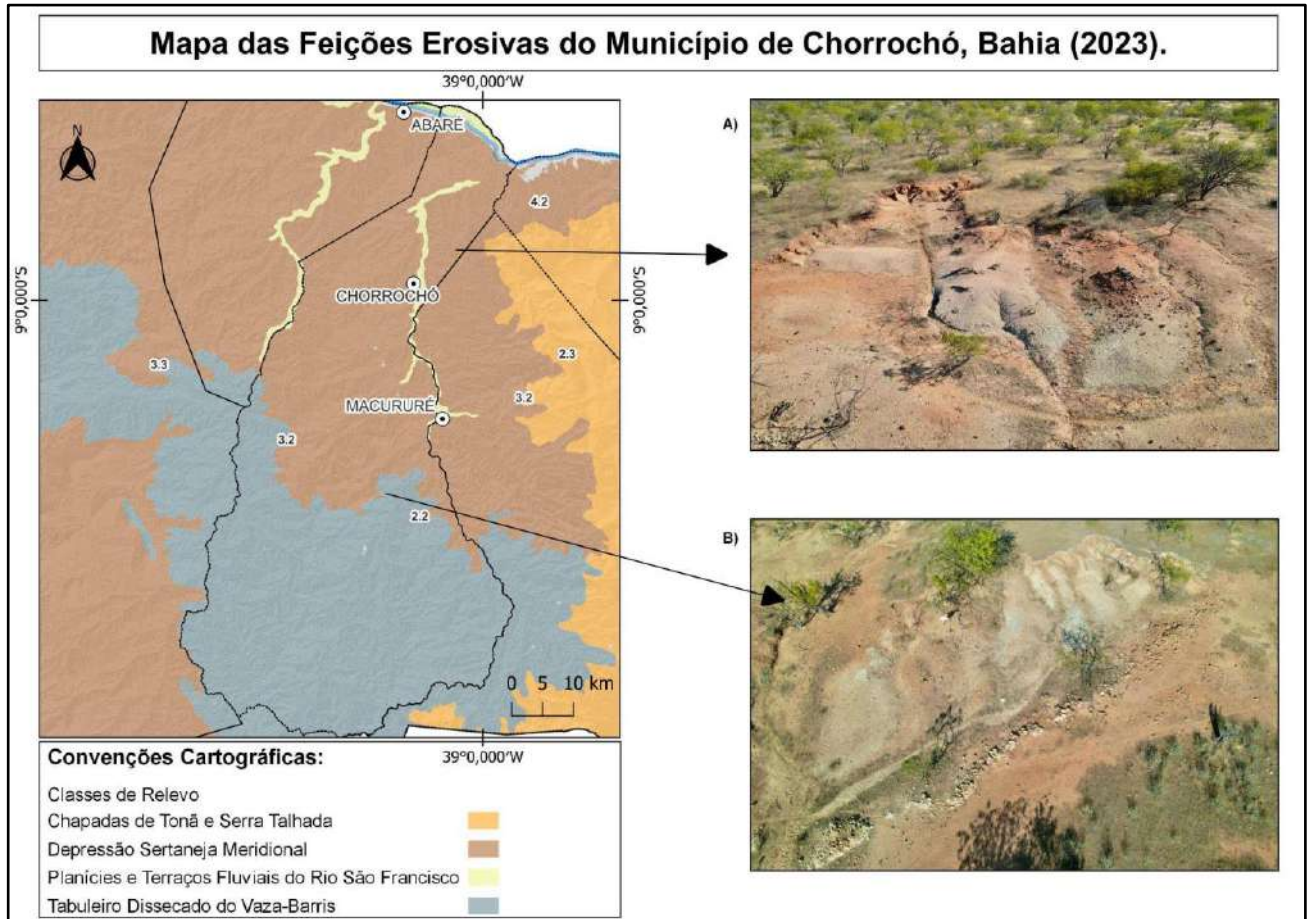 Mapa das Feições Erosivas do Município de Chorrochó, Bahia (2023).
39°0,000'W
N
ABARÉ
4.2
CHORROCHÓ
9°0,000'S
9°0,000'S
2.3
3.3
3.2
MACURURÉ
3.2
2.2
0 5 10 km
39°0,000'W
A)
B)
Convenções Cartográficas:
Classes de Relevo
Chapadas de Tonã e Serra Talhada
Depressão Sertaneja Meridional
Planícies e Terraços Fluviais do Rio São Francisco
Tabuleiro Dissecado do Vaza-Barris